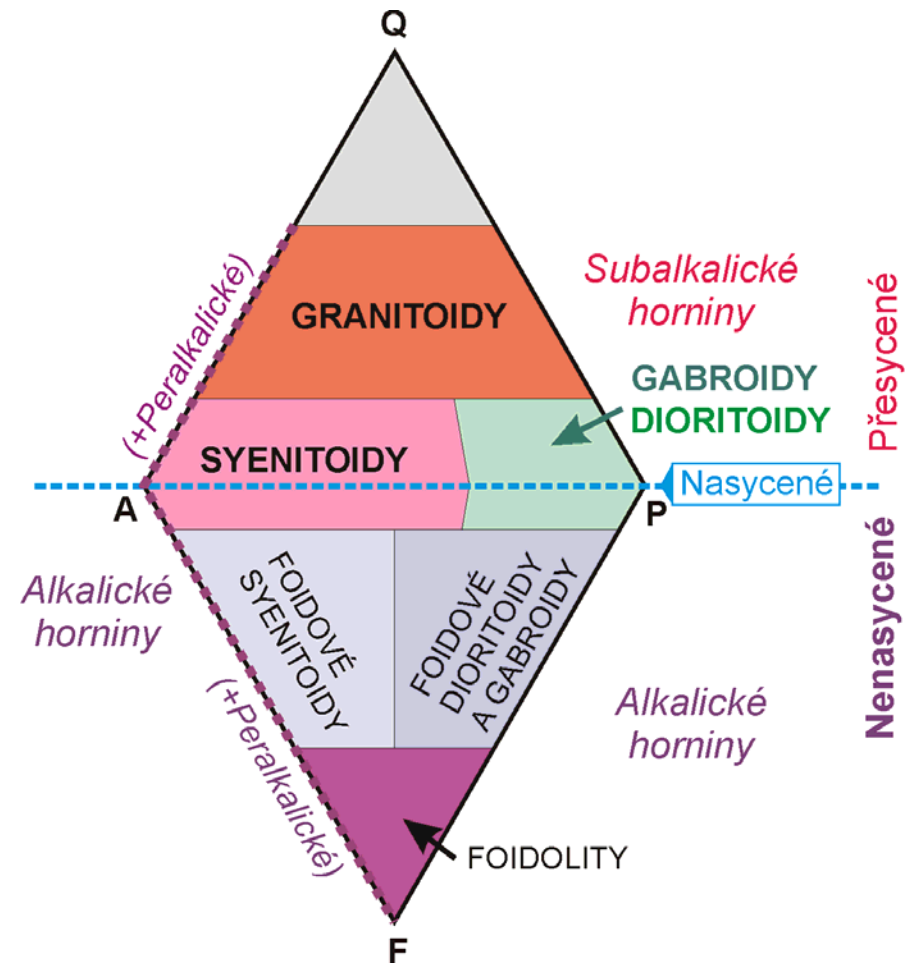 Q
(+Peralkalické)
Subalkalické
horniny
Přesycené
GRANITOIDY
GABROIDY
DIORITOIDY
SYENITOIDY
A
P
Nasycené
Alkalické
horniny
FOIDOVÉ
SYENITOIDY
FOIDOVÉ
DIORITOIDY
A GABROIDY
Nenasycené
(+Peralkalické)
Alkalické
horniny
FOIDOLITY
F